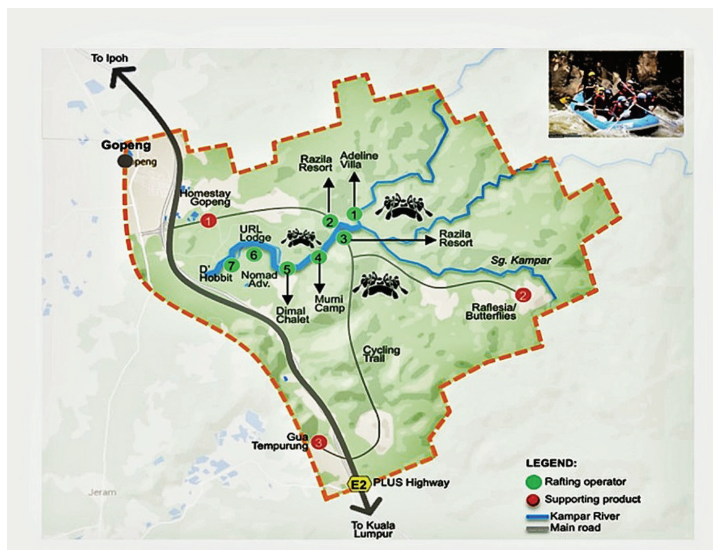 To Ipoh
Gopeng
peng
Homestay
Gopeng
1
Razila
Resort
Adeline
Villa
2
1
3
Razila
Resort
URL
Lodge
6
7
D'
Hobbit
Nomad
Adv.
5
4
Dimal
Chalet
Mumi
Camp
Sg. Kampar
2
Raflesia/
Butterflies
Cycling
Trail
Gua
Tempurung
3
E2
PLUS Highway
To Kuala
Lumpur
Jeram
LEGEND:
Rafting operator
Supporting product
Kampar River
Main road